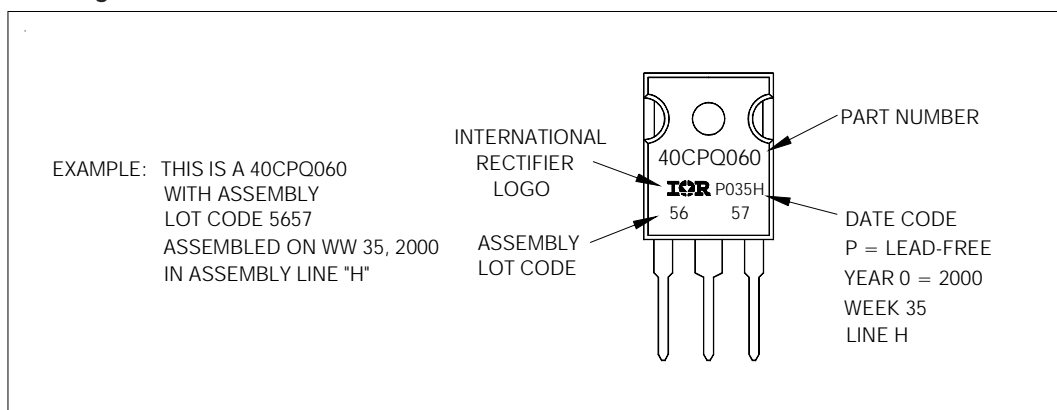 EXAMPLE: THIS IS A 40CPQ060
WITH ASSEMBLY
LOT CODE 5657
ASSEMBLED ON WW 35, 2000
IN ASSEMBLY LINE "H"
INTERNATIONAL
RECTIFIER
LOGO
ASSEMBLY
LOT CODE
40CPQ060
IOR P035H
56 57
PART NUMBER
DATE CODE
P = LEAD-FREE
YEAR 0 = 2000
WEEK 35
LINE H